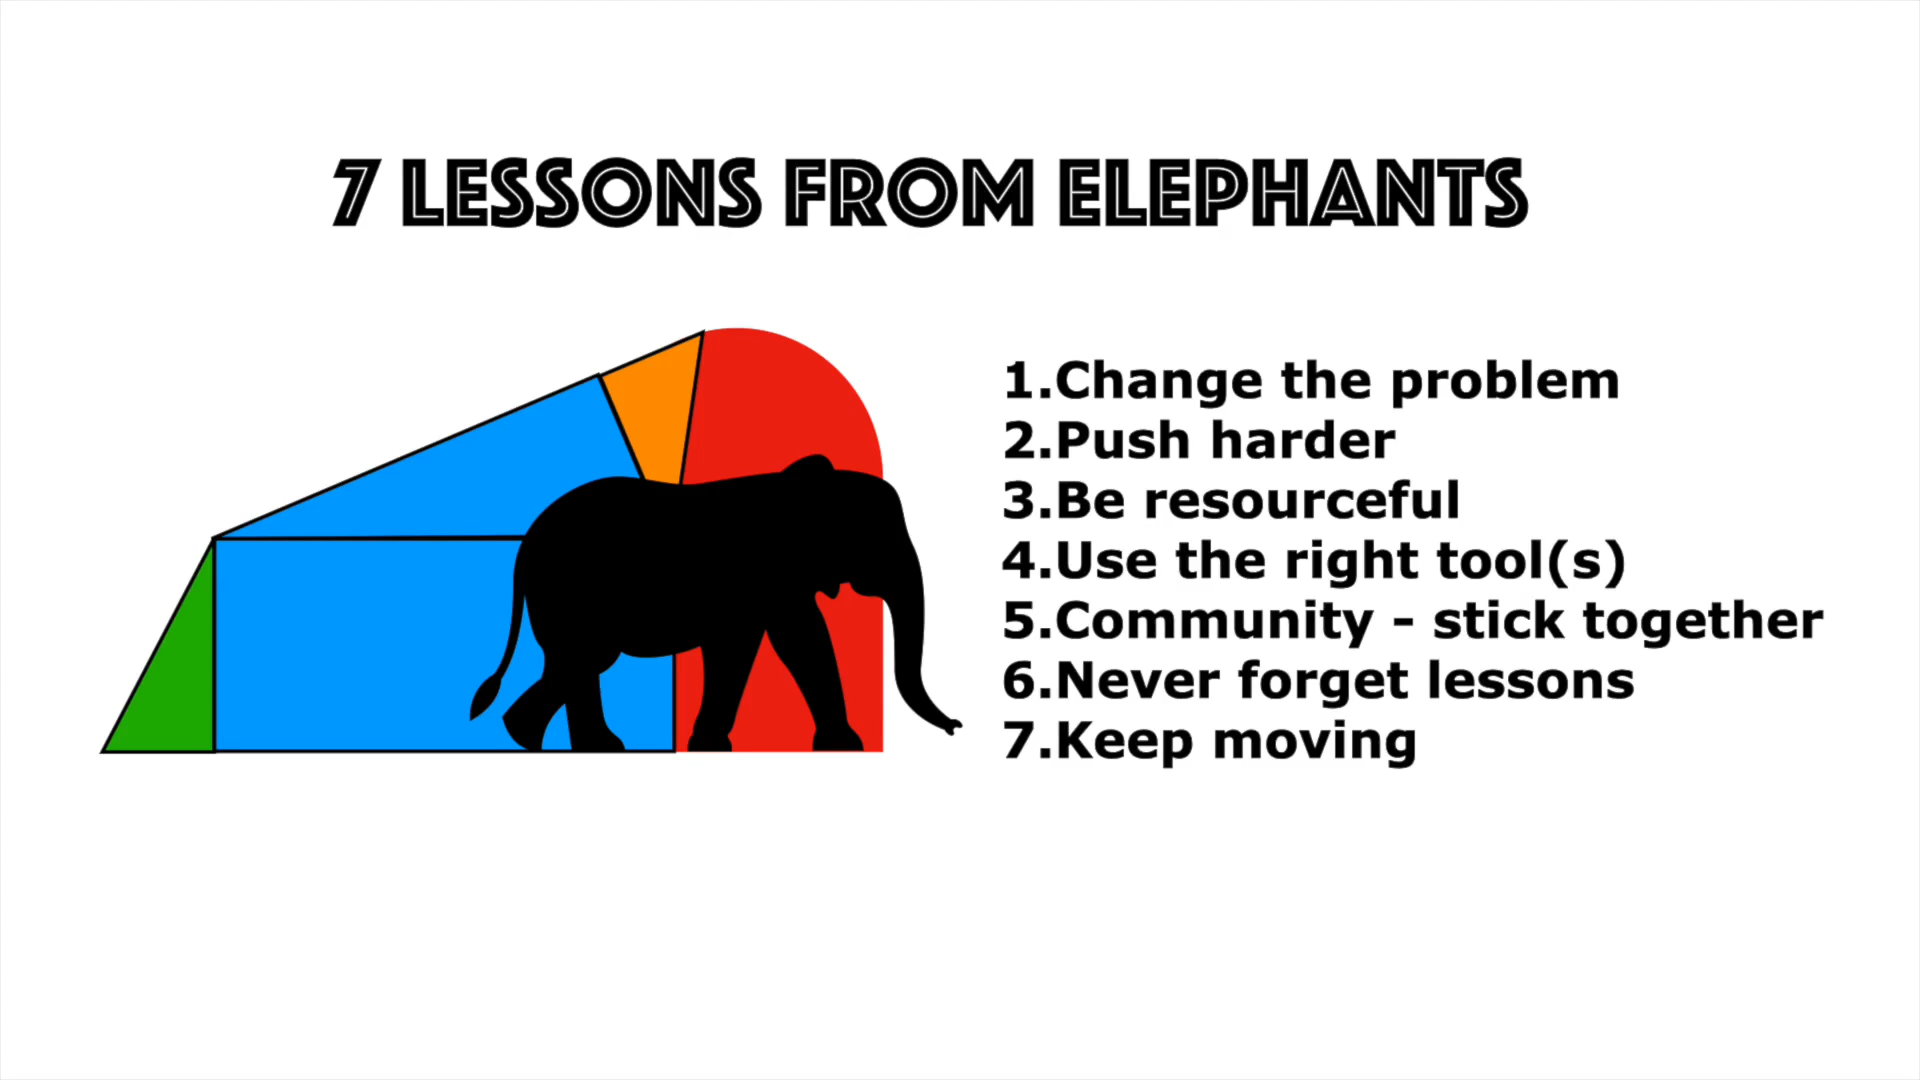 7 LESSONS FROM ELEPHANTS
1.Change the problem
2.Push harder
3.Be resourceful
4.Use the right tool(s)
5.Community - stick together
6.Never forget lessons
7.Keep moving